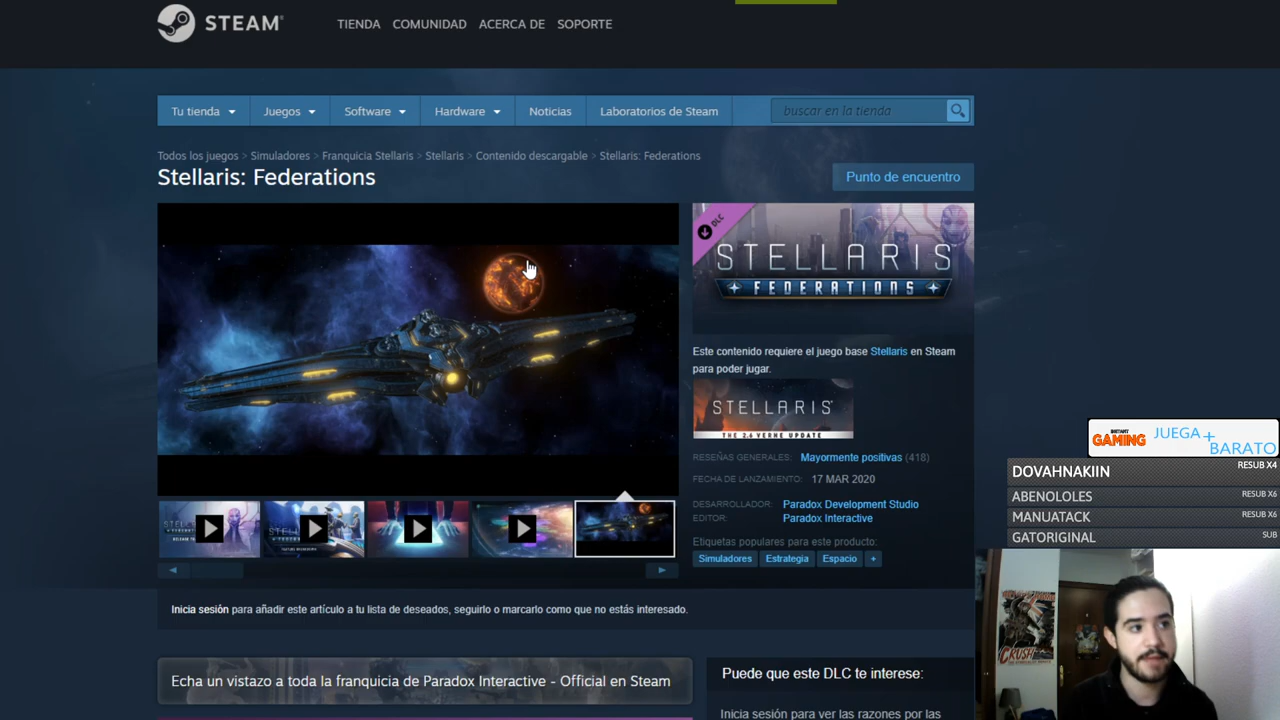 STEAM
TIENDA COMUNIDAD ACERCA DE SOPORTE
Tu tienda Juegos Software Hardware Noticias Laboratorios de Steam buscar en la tienda
Todos los juegos > Simuladores > Franquicia Stellaris > Stellaris > Contenido descargable > Stellaris: Federations
Stellaris: Federations
Punto de encuentro
DLC
STELLARIS
FEDERATIONS
Este contenido requiere el juego base Stellaris en Steam
para poder jugar.
STELLARIS
THE 2.6 VERNE UPDATE
RESEÑAS GENERALES: Mayormente positivas (418)
FECHA DE LANZAMIENTO: 17 MAR 2020
DESARROLLADOR: Paradox Development Studio
EDITOR: Paradox Interactive
Etiquetas populares para este producto:
Simuladores Estrategia Espacio +
Inicia sesión para añadir este artículo a tu lista de deseados, seguirlo o marcarlo como que no estás interesado.
Echa un vistazo a toda la franquicia de Paradox Interactive - Official en Steam
Puede que este DLC te interese:
Inicia sesión para ver las razones por las
INSTANT
GAMING
JUEGA+
BARATO
DOVAHNAKIIN RESUB X4
ABENOLOLES RESUB X6
MANUATACK RESUB X6
GATORIGINAL SUB
CRUSH